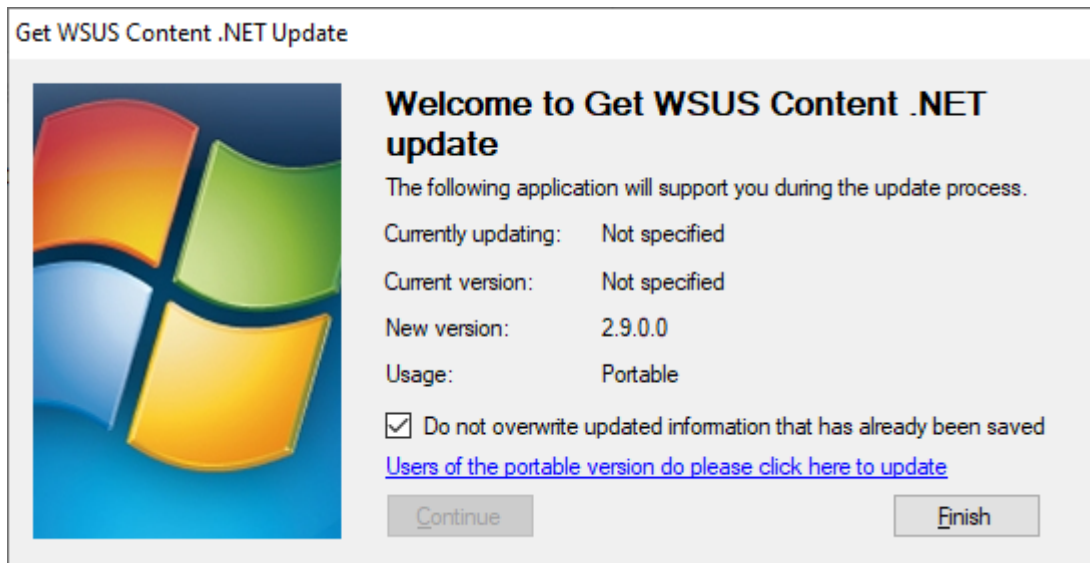 Get WSUS Content .NET Update
Welcome to Get WSUS Content .NET
update
The following application will support you during the update process.
Currently updating: Not specified
Current version: Not specified
New version: 2.9.0.0
Usage: Portable
Do not overwrite updated information that has already been saved
Users of the portable version do please click here to update
Continue Finish